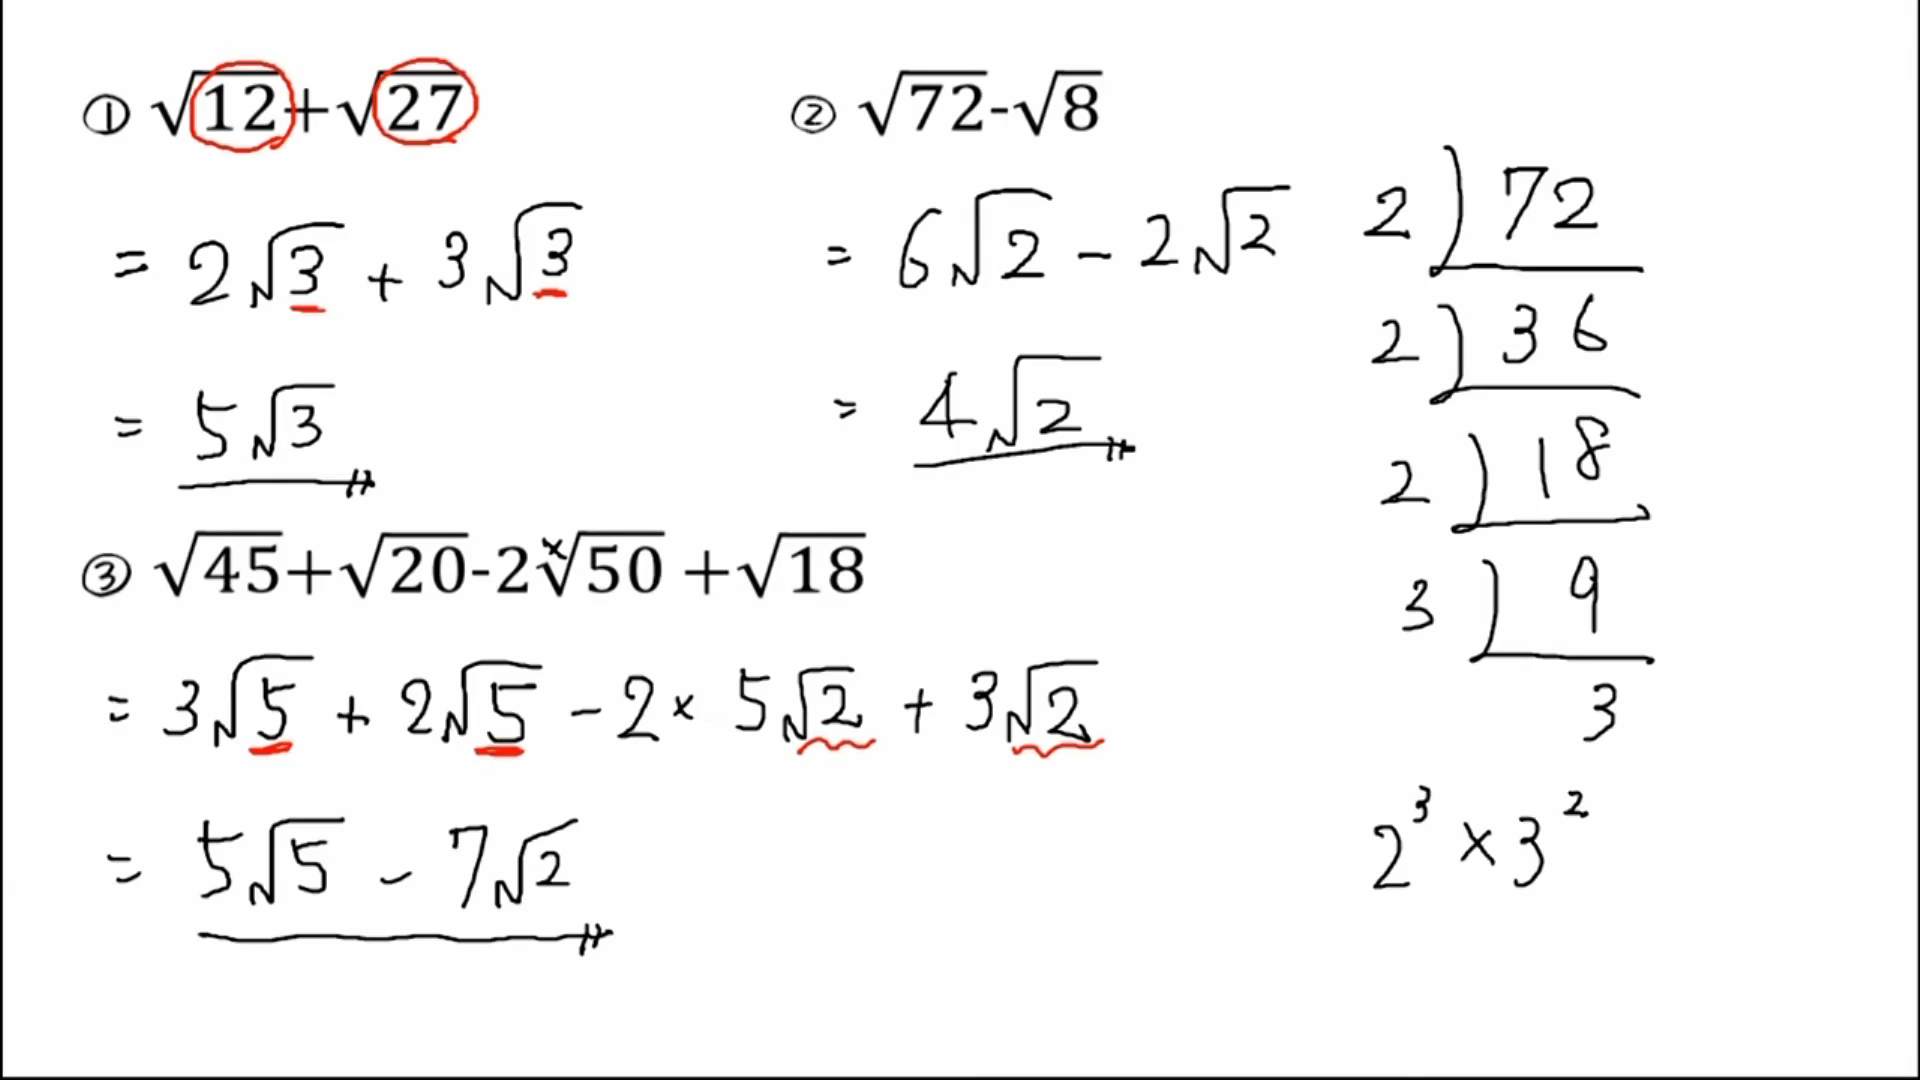 ① √12+√27
= 2√3 + 3√3
= 5√3
② √72-√8
= 6√2 - 2√2
= 4√2
2)72
2)36
2)18
3)9
3
2³×3²
③ √45+√20-2×√50 +√18
= 3√5 + 2√5 - 2× 5√2 + 3√2
= 5√5 - 7√2